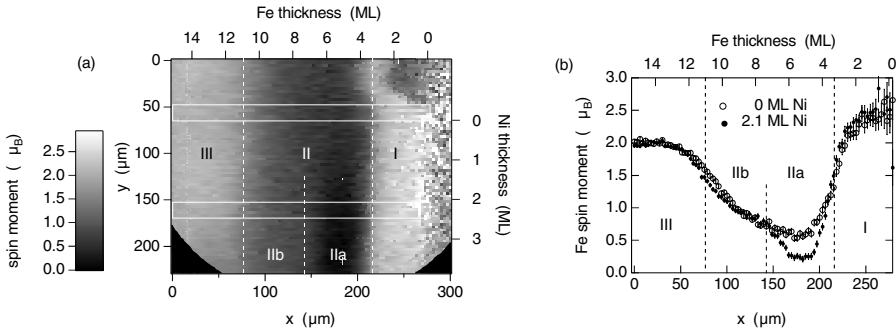 Fe thickness (ML)
14 12 10 8 6 4 2 0
(a)
spin moment ( μB)
2.5
2.0
1.5
1.0
0.5
0.0
y (µm)
0
50
100
150
200
III II I
IIb IIa
Ni thickness (ML)
0
1
2
3
0 100 200 300
x (µm)
Fe thickness (ML)
14 12 10 8 6 4 2 0
(b)
Fe spin moment ( μB)
3.0
2.5
2.0
1.5
1.0
0.5
0.0
0 ML Ni
2.1 ML Ni
IIb IIa
III I
0 50 100 150 200 250
x (µm)